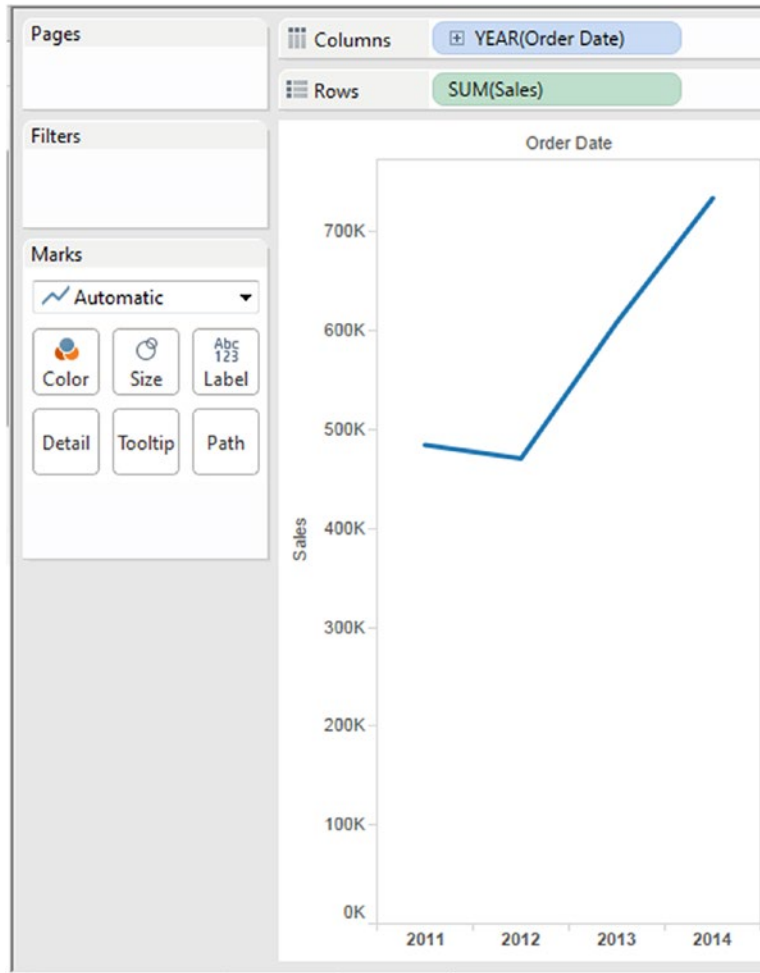 Pages
Columns
YEAR(Order Date)
Rows
SUM(Sales)
Filters
Marks
Automatic
Color
Size
Abc
123
Label
Detail
Tooltip
Path
Order Date
700K
600K
500K
400K
300K
200K
100K
0K
Sales
2011 2012 2013 2014